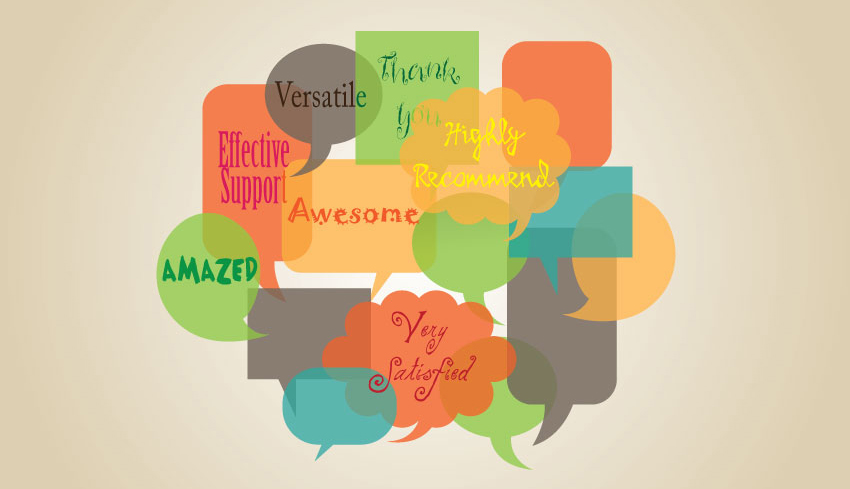 Thank
you
Versatile
Highly
Recommend
Effective
Support
Awesome
AMAZED
Very
Satisfied